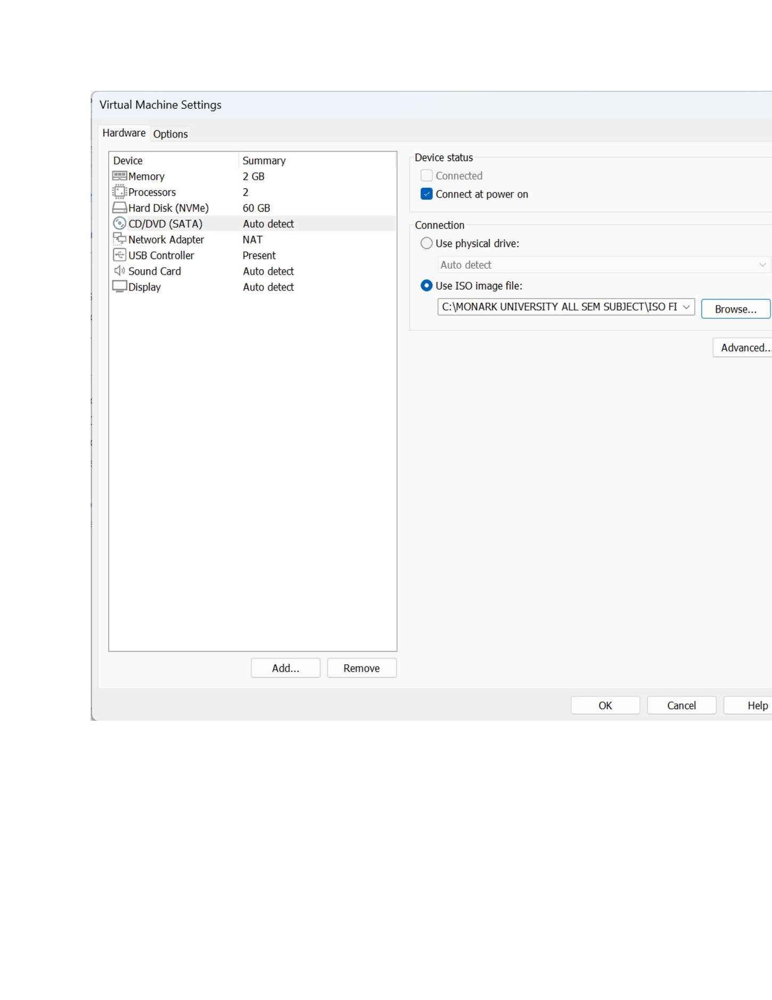 Virtual Machine Settings
Hardware Options
Device Summary
Memory 2 GB
Processors 2
Hard Disk (NVMe) 60 GB
CD/DVD (SATA) Auto detect
Network Adapter NAT
USB Controller Present
Sound Card Auto detect
Display Auto detect
Add... Remove
Device status
Connected
Connect at power on
Connection
Use physical drive:
Auto detect
Use ISO image file:
C:\MONARK UNIVERSITY ALL SEM SUBJECT\ISO FI Browse...
Advanced...
OK Cancel Help